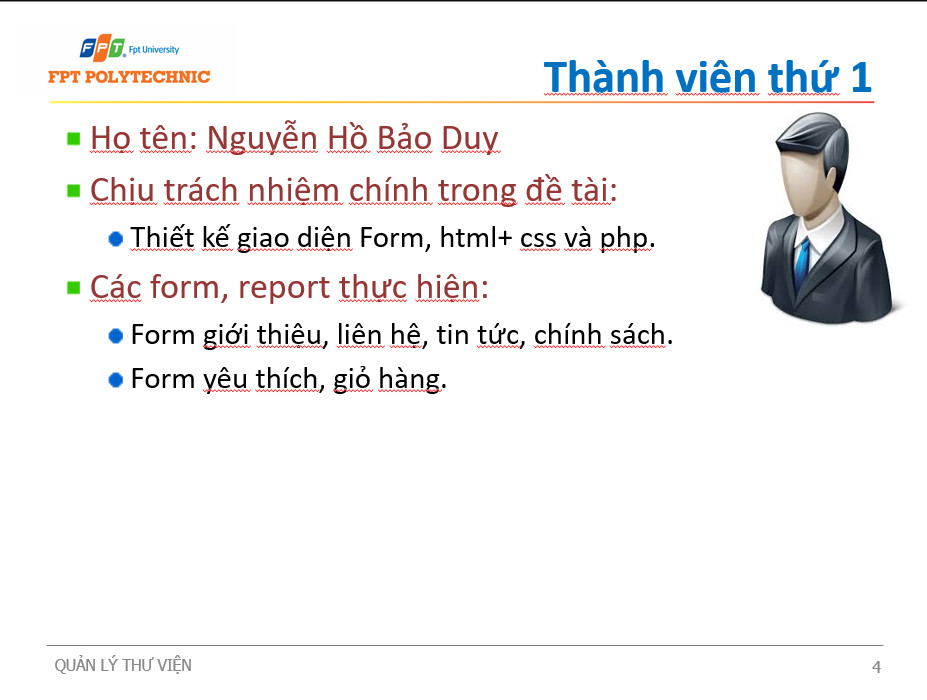 FPT. Fpt University
FPT POLYTECHNIC
Thành viên thứ 1
Họ tên: Nguyễn Hồ Bảo Duy
Chịu trách nhiệm chính trong đề tài:
Thiết kế giao diện Form, html+ css và php.
Các form, report thực hiện:
Form giới thiệu, liên hệ, tin tức, chính sách.
Form yêu thích, giỏ hàng.
QUẢN LÝ THƯ VIỆN
4